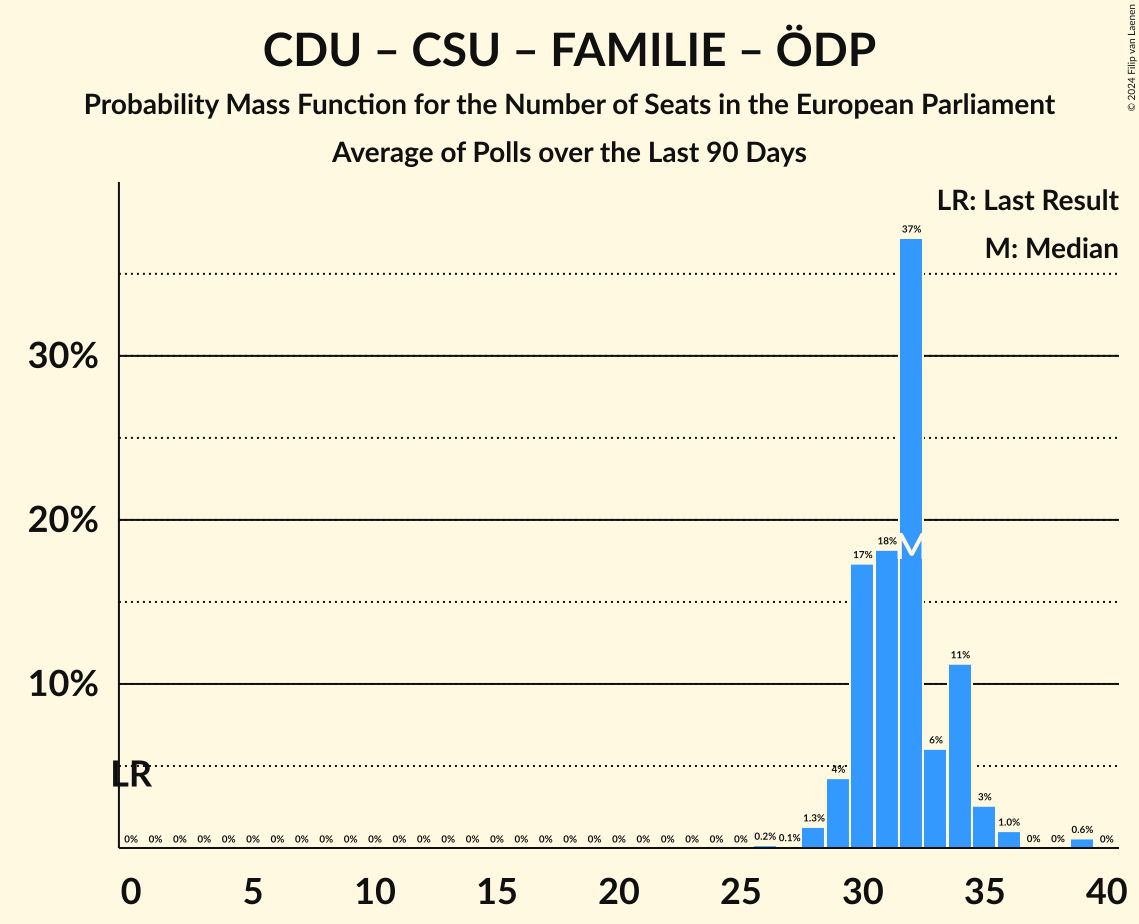 CDU – CSU – FAMILIE – ÖDP
Probability Mass Function for the Number of Seats in the European Parliament
Average of Polls over the Last 90 Days
© 2024 Filip van Laenen
LR: Last Result
M: Median
37%
30%
20%
18%
17%
M
11%
10%
6%
LR
4%
3%
1.3%
1.0%
0% 0% 0% 0% 0% 0% 0% 0% 0% 0% 0% 0% 0% 0% 0% 0% 0% 0% 0% 0% 0% 0% 0% 0% 0% 0% 0.2% 0.1% 0% 0% 0.6% 0%
0 5 10 15 20 25 30 35 40